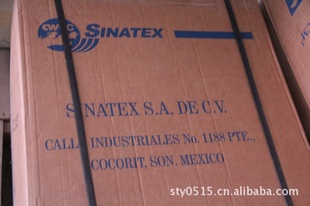 CWC SINATEX
SINATEX S.A. DE C.V.
CALLE INDUSTRIALES No. 1188 PTE.,
COCORIT, SON. MEXICO
sty0515.cn.alibaba.com